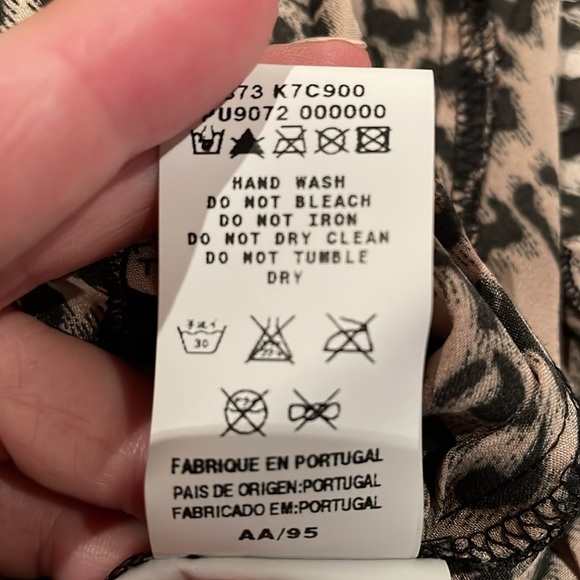 373 K7C900
PU9072 000000
HAND WASH
DO NOT BLEACH
DO NOT IRON
DO NOT DRY CLEAN
DO NOT TUMBLE
DRY
30
FABRIQUE EN PORTUGAL
PAIS DE ORIGEN:PORTUGAL
FABRICADO EM:PORTUGAL
AA/95